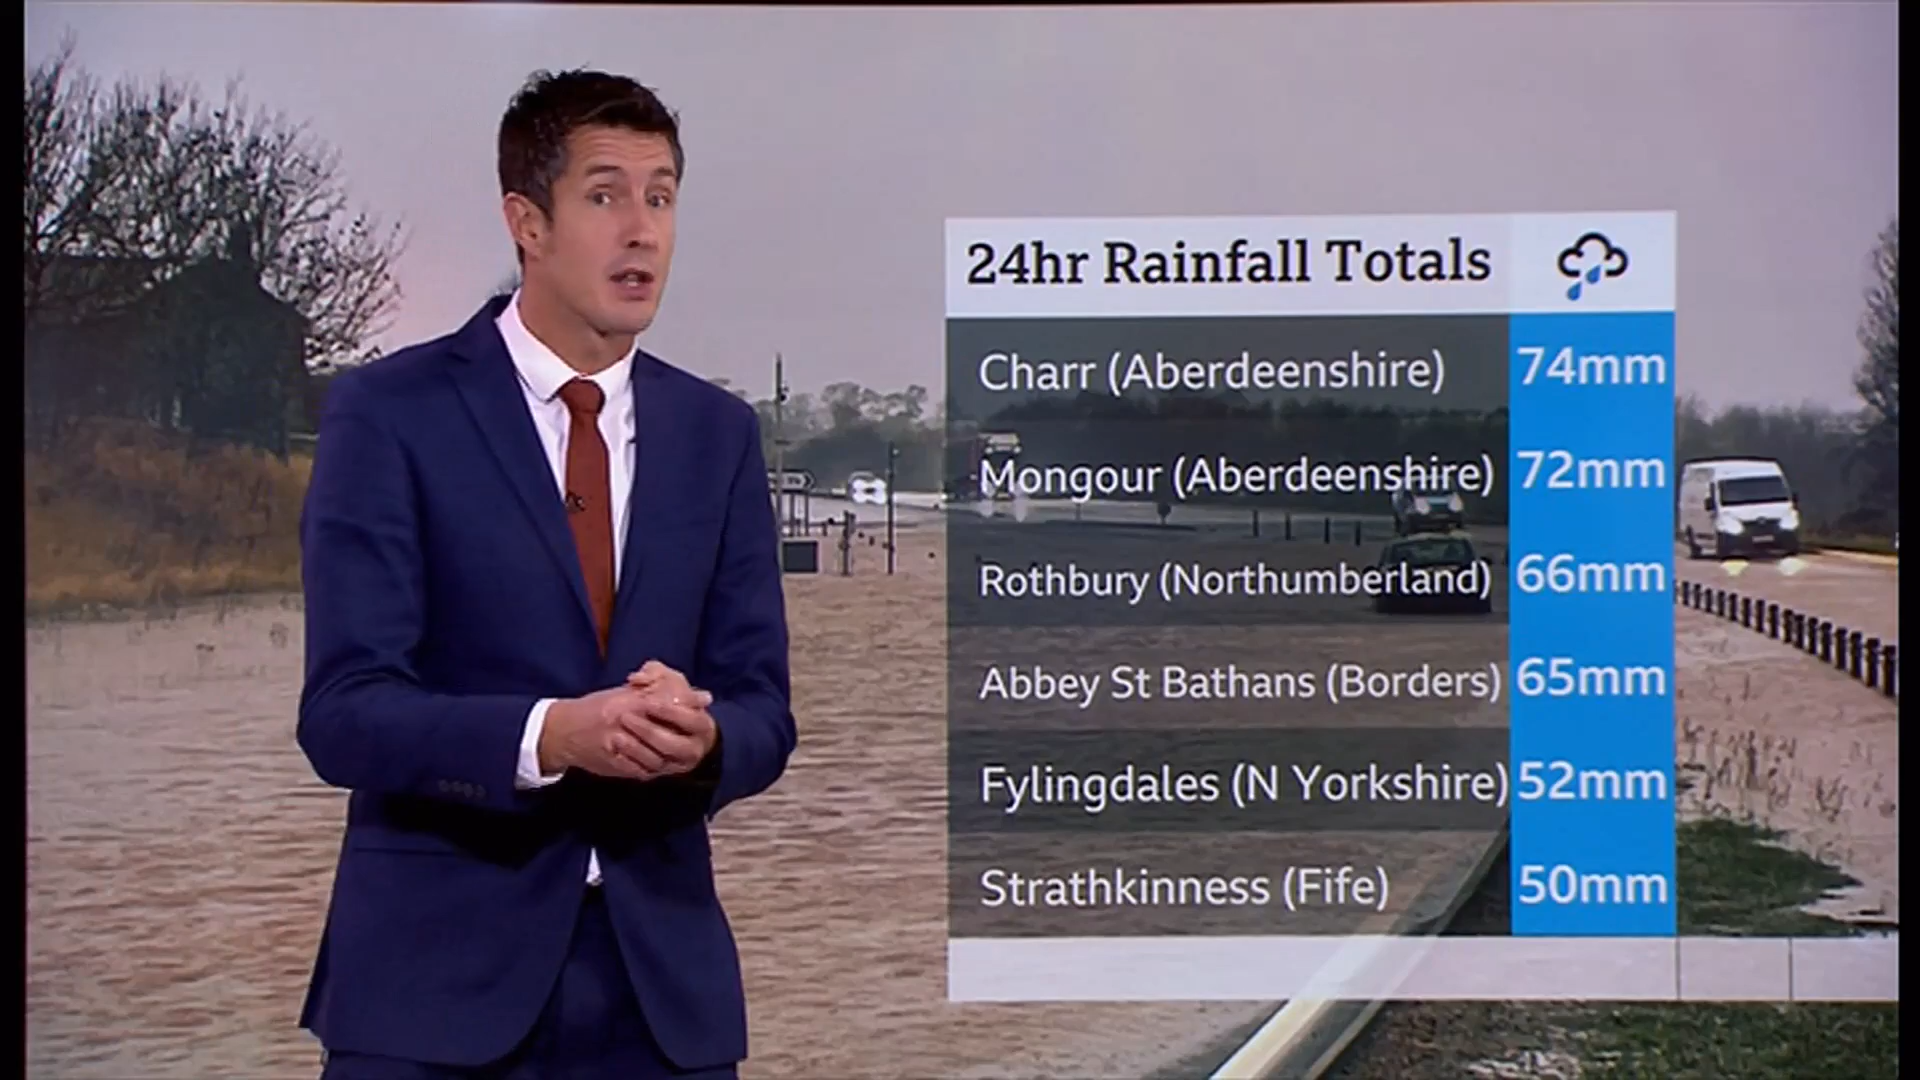 24hr Rainfall Totals
Charr (Aberdeenshire) 74mm
Mongour (Aberdeenshire) 72mm
Rothbury (Northumberland) 66mm
Abbey St Bathans (Borders) 65mm
Fylingdales (N Yorkshire) 52mm
Strathkinness (Fife) 50mm